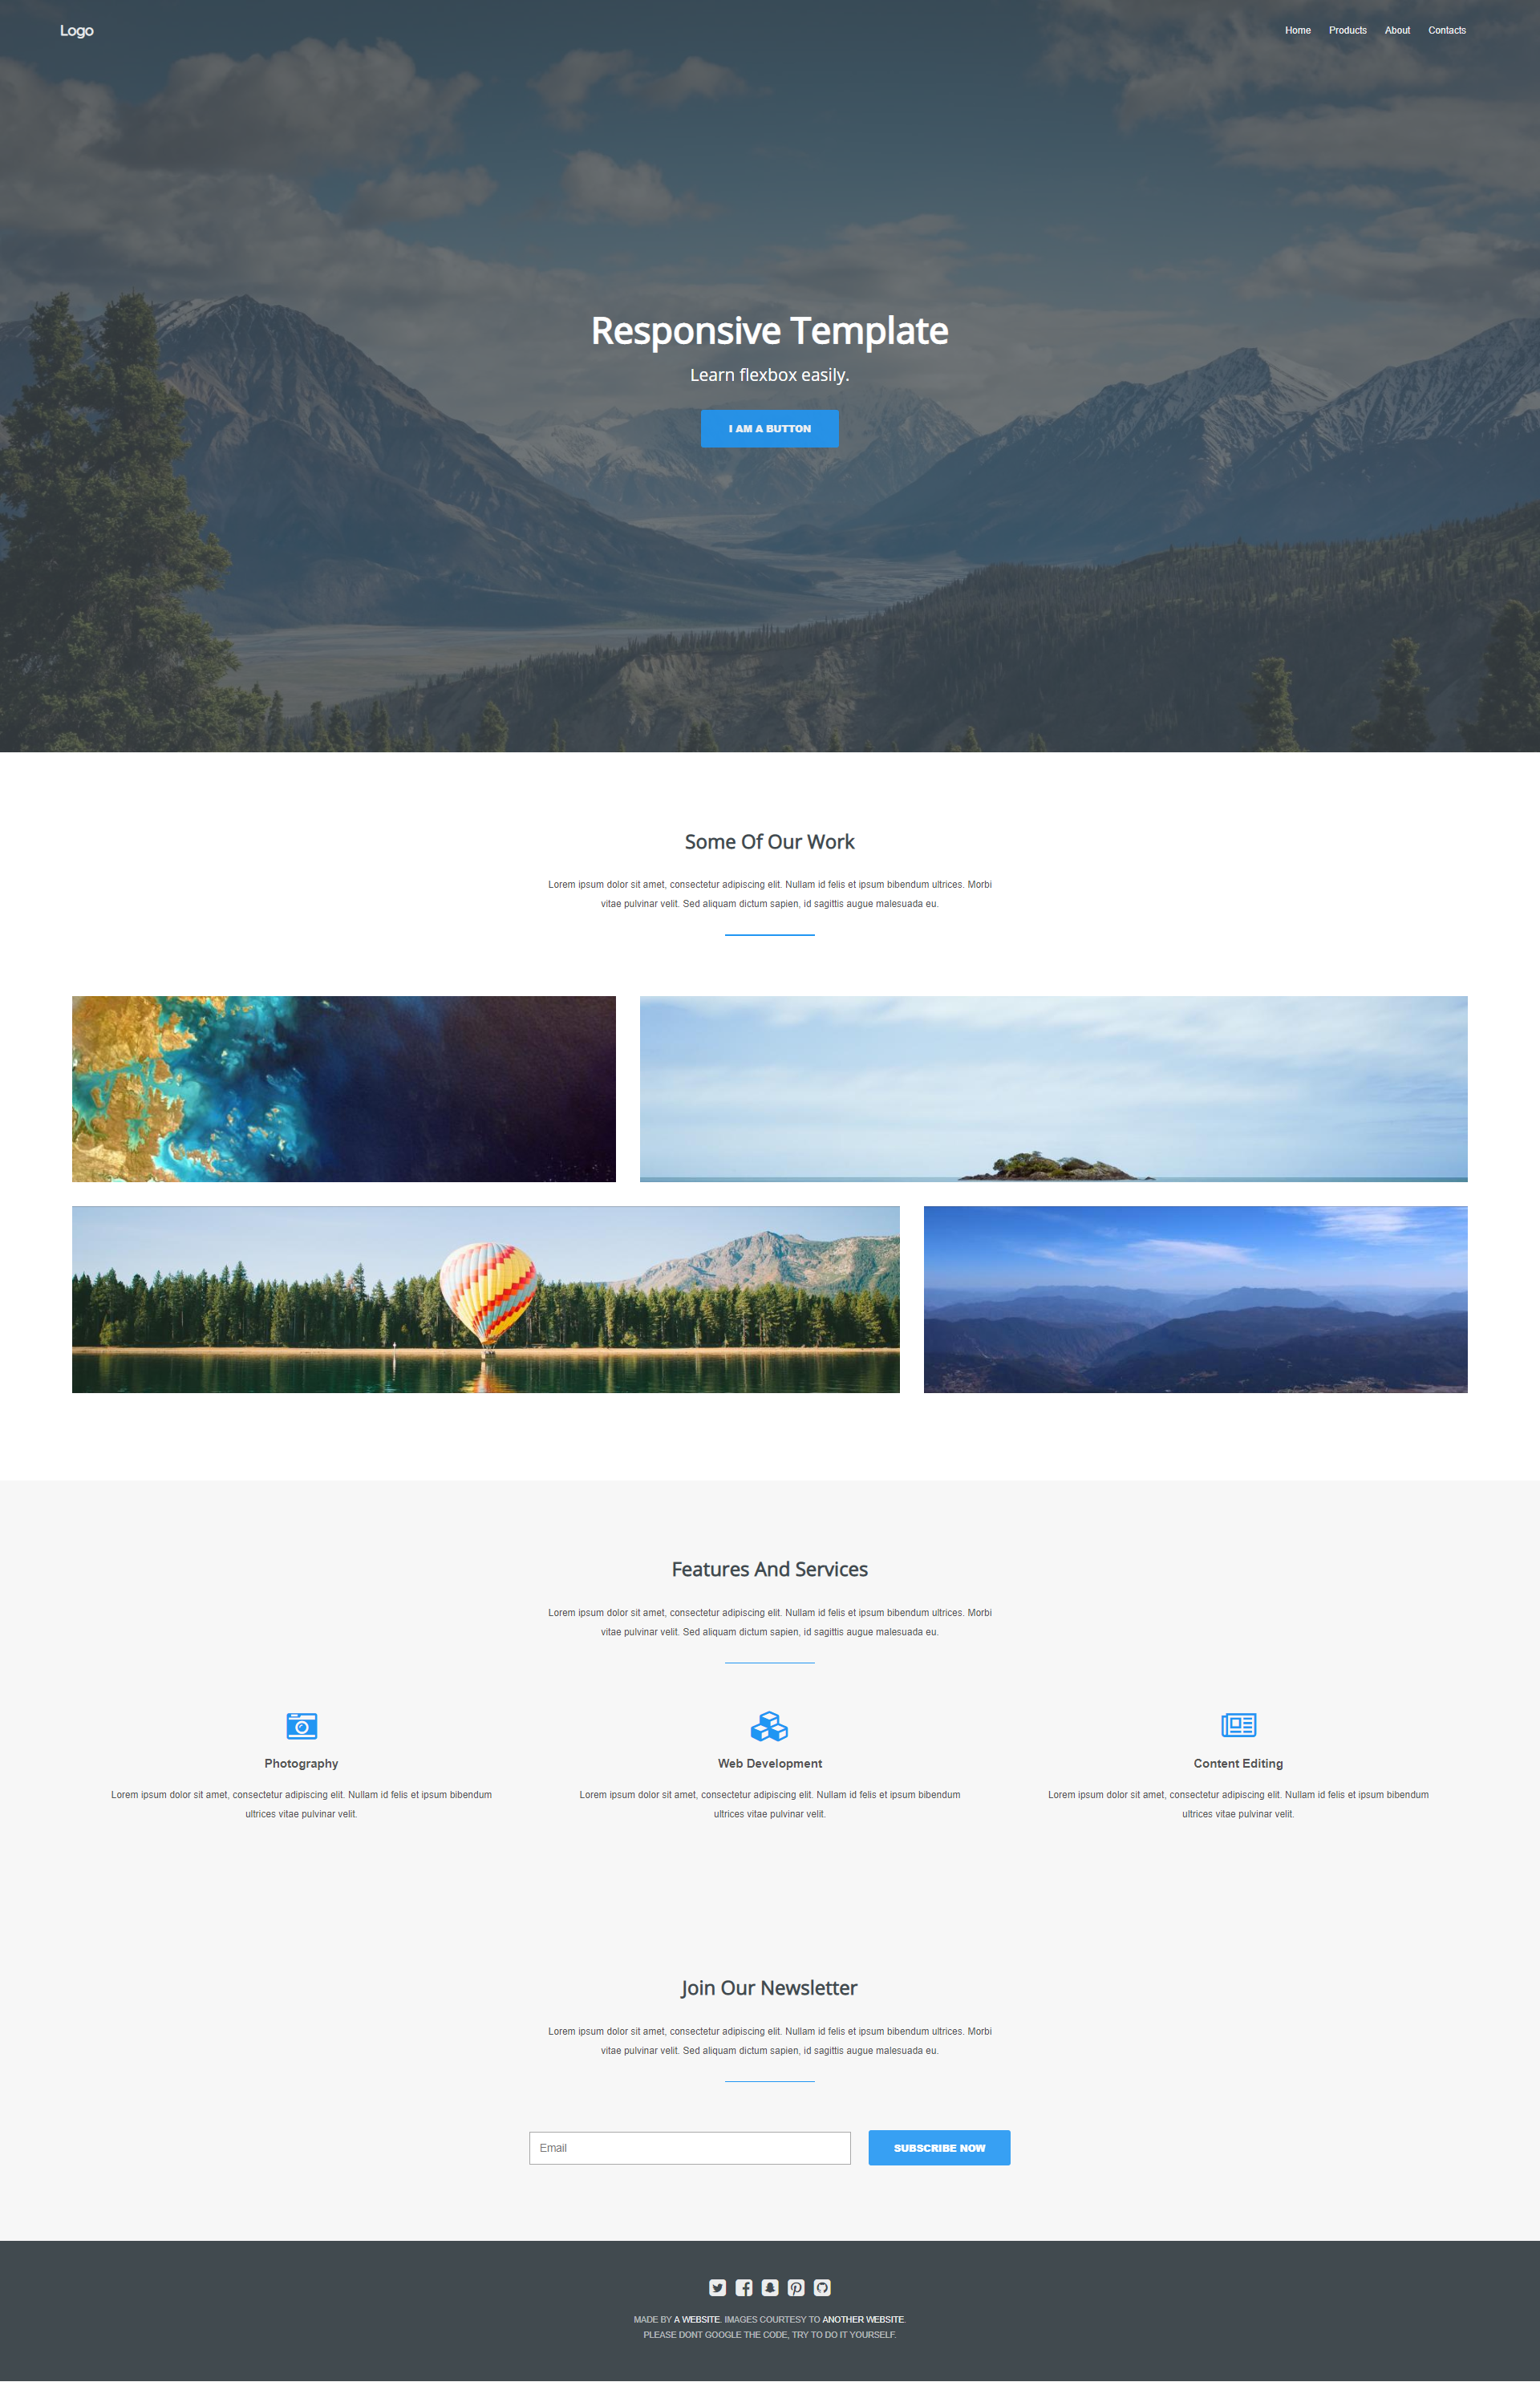 Logo
Home Products About Contacts
Responsive Template
Learn flexbox easily.
I AM A BUTTON
Some Of Our Work
Lorem ipsum dolor sit amet, consectetur adipiscing elit. Nullam id felis et ipsum bibendum ultrices. Morbi
vitae pulvinar velit. Sed aliquam dictum sapien, id sagittis augue malesuada eu.
Features And Services
Lorem ipsum dolor sit amet, consectetur adipiscing elit. Nullam id felis et ipsum bibendum ultrices. Morbi
vitae pulvinar velit. Sed aliquam dictum sapien, id sagittis augue malesuada eu.
Photography
Lorem ipsum dolor sit amet, consectetur adipiscing elit. Nullam id felis et ipsum bibendum
ultrices vitae pulvinar velit.
Web Development
Lorem ipsum dolor sit amet, consectetur adipiscing elit. Nullam id felis et ipsum bibendum
ultrices vitae pulvinar velit.
Content Editing
Lorem ipsum dolor sit amet, consectetur adipiscing elit. Nullam id felis et ipsum bibendum
ultrices vitae pulvinar velit.
Join Our Newsletter
Lorem ipsum dolor sit amet, consectetur adipiscing elit. Nullam id felis et ipsum bibendum ultrices. Morbi
vitae pulvinar velit. Sed aliquam dictum sapien, id sagittis augue malesuada eu.
Email
SUBSCRIBE NOW
MADE BY A WEBSITE. IMAGES COURTESY TO ANOTHER WEBSITE.
PLEASE DONT GOOGLE THE CODE, TRY TO DO IT YOURSELF.